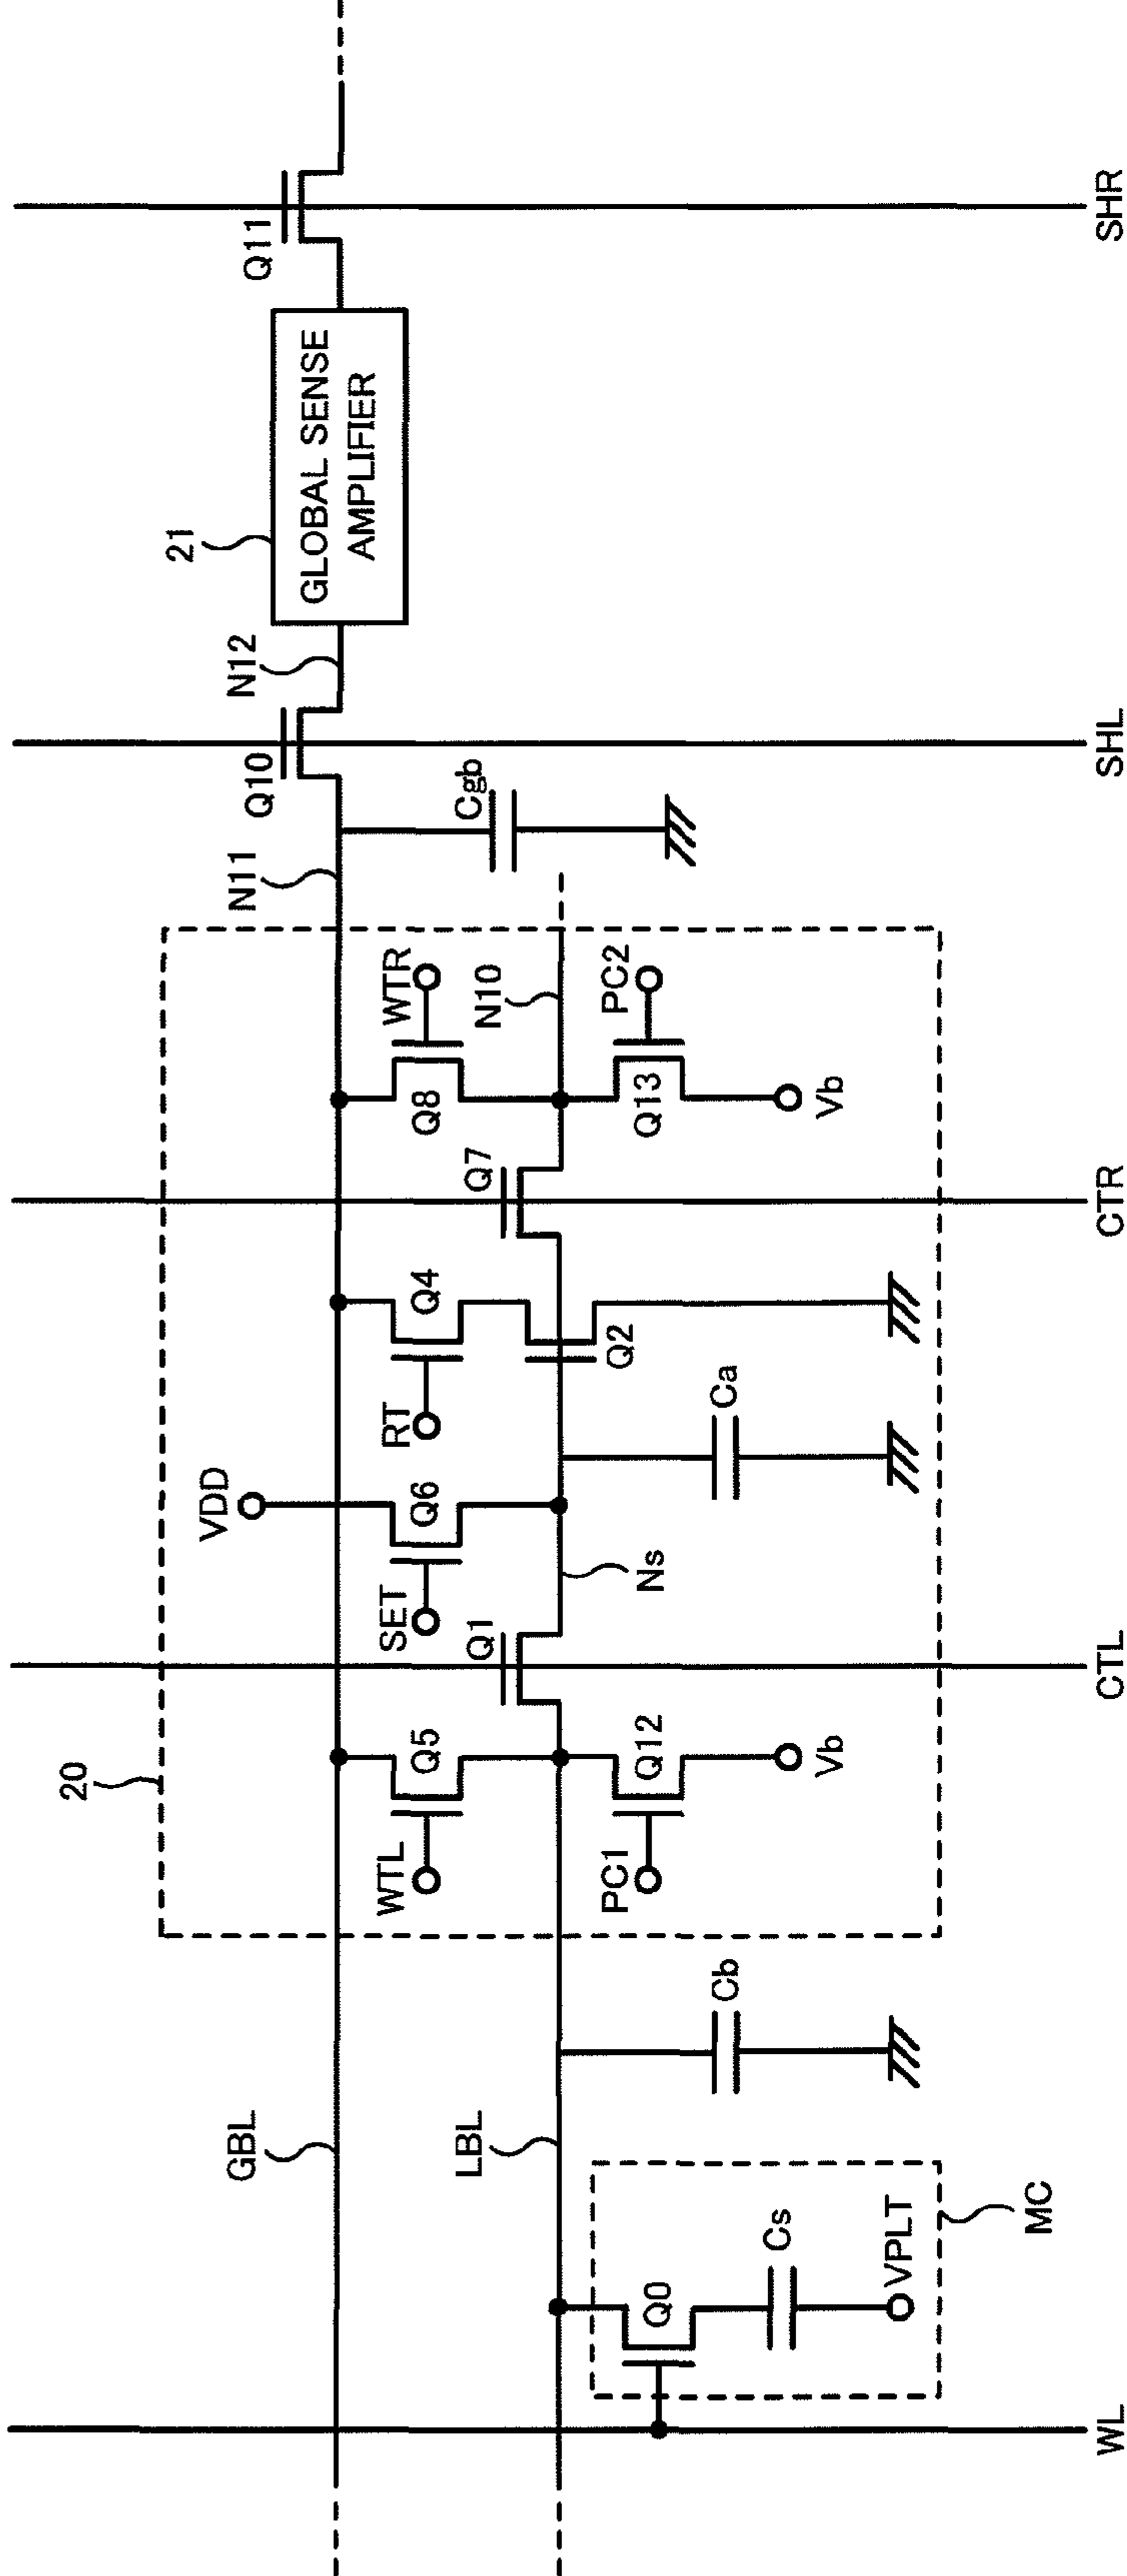 20
21
GBL
N11
N12
Q10
Q11
GLOBAL SENSE
AMPLIFIER
VDD
WTL
Q5
SET
Q6
RT
Q4
Q8
WTR
Cgb
LBL
Q1
Q7
N10
Ns
Q2
PC1
Q12
Q13
PC2
Q0
Cb
Ca
Cs
Vb
Vb
VPLT
MC
WL
CTL
CTR
SHL
SHR